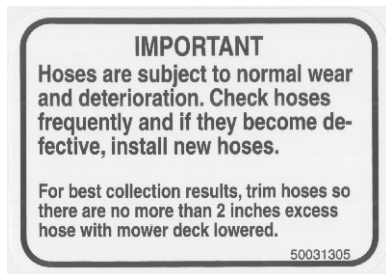 IMPORTANT
Hoses are subject to normal wear
and deterioration. Check hoses
frequently and if they become de-
fective, install new hoses.
For best collection results, trim hoses so
there are no more than 2 inches excess
hose with mower deck lowered.
50031305